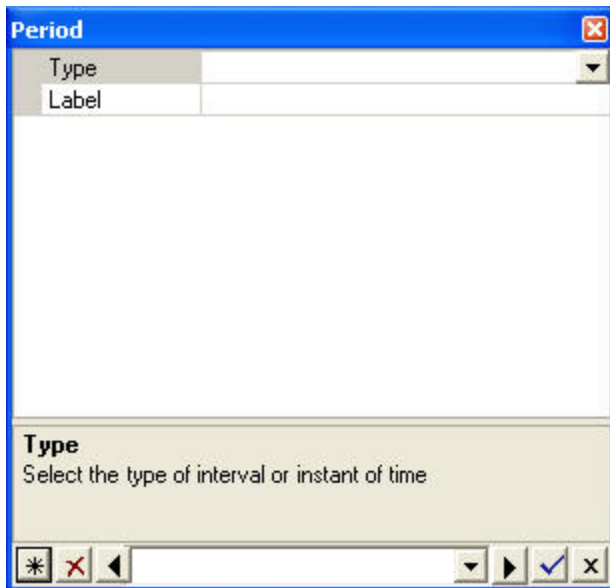 Period
Type
Label
Type
Select the type of interval or instant of time